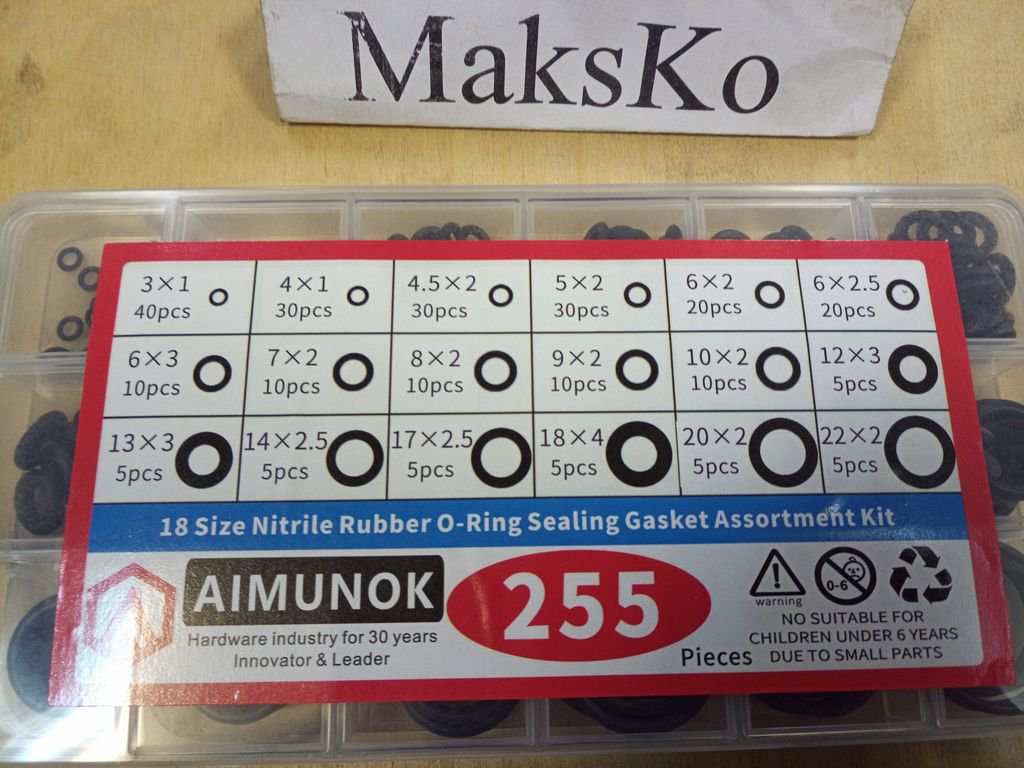 MaksKo
3×1 4×1 4.5×2 5×2 6×2 6×2.5
40pcs 30pcs 30pcs 30pcs 20pcs 20pcs
6×3 7×2 8×2 9×2 10×2 12×3
10pcs 10pcs 10pcs 10pcs 10pcs 5pcs
13×3 14×2.5 17×2.5 18×4 20×2 22×2
5pcs 5pcs 5pcs 5pcs 5pcs 5pcs
18 Size Nitrile Rubber O-Ring Sealing Gasket Assortment Kit
AIMUNOK
Hardware industry for 30 years
Innovator & Leader
255
Pieces
warning
0-6
NO SUITABLE FOR
CHILDREN UNDER 6 YEARS
DUE TO SMALL PARTS